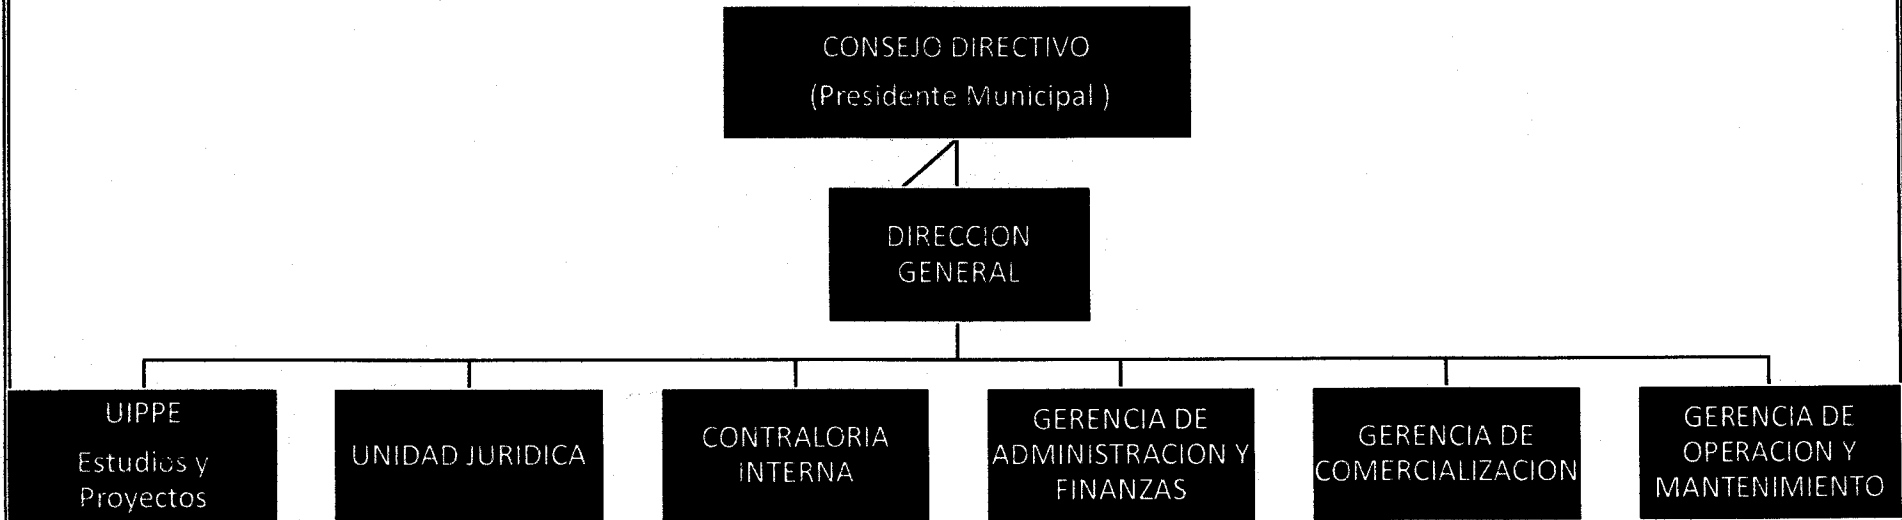 CONSEJO DIRECTIVO
(Presidente Municipal )
DIRECCION
GENERAL
UIPPE
Estudios y
Proyectos
UNIDAD JURIDICA
CONTRALORIA
INTERNA
GERENCIA DE
ADMINISTRACION Y
FINANZAS
GERENCIA DE
COMERCIALIZACION
GERENCIA DE
OPERACION Y
MANTENIMIENTO